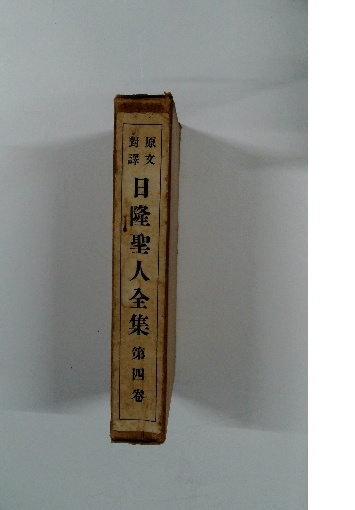 原文
對譯
日隆聖人全集
第四卷